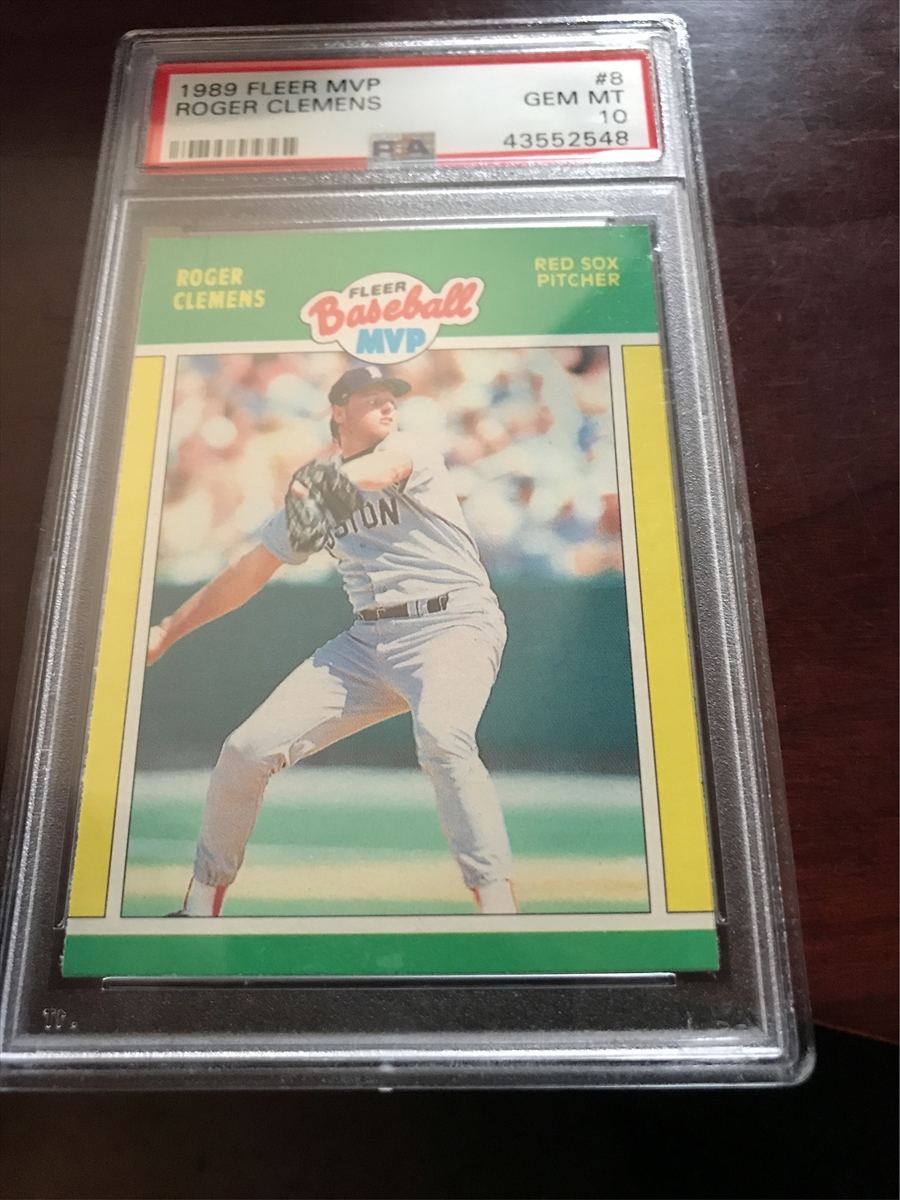 1989 FLEER MVP #8
ROGER CLEMENS GEM MT
10
PSA 43552548
ROGER CLEMENS
FLEER
Baseball
MVP
RED SOX
PITCHER
OSTON